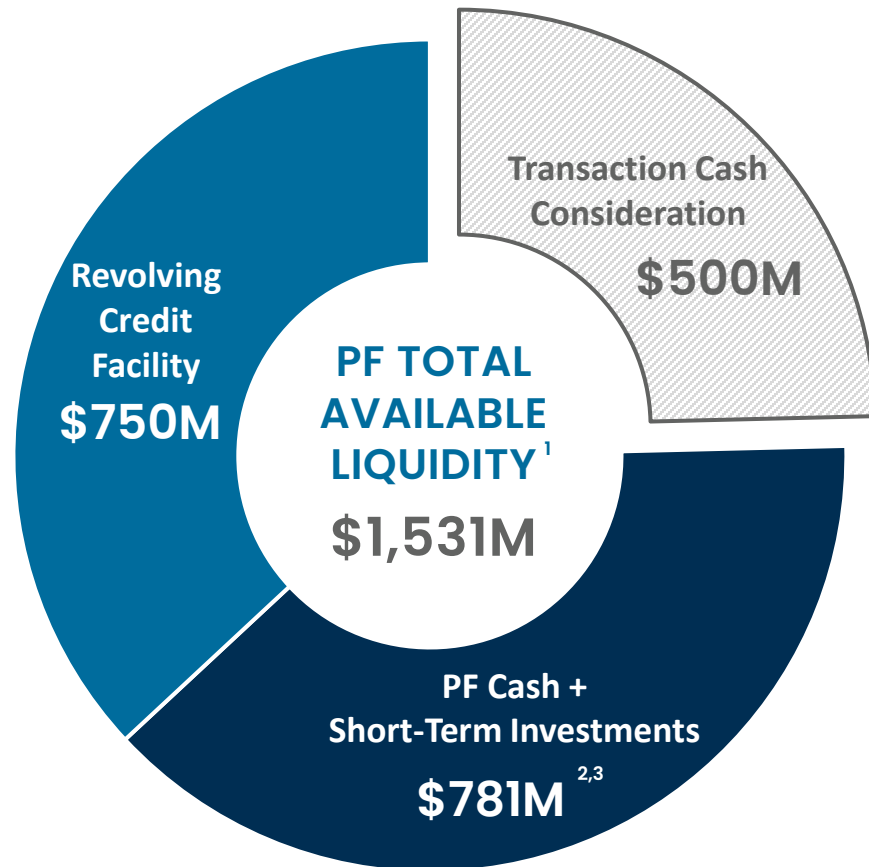 Transaction Cash
Consideration
$500M
Revolving
Credit
Facility
$750M
PF TOTAL
AVAILABLE
LIQUIDITY 1
$1,531M
PF Cash +
Short-Term Investments
$781M 2,3